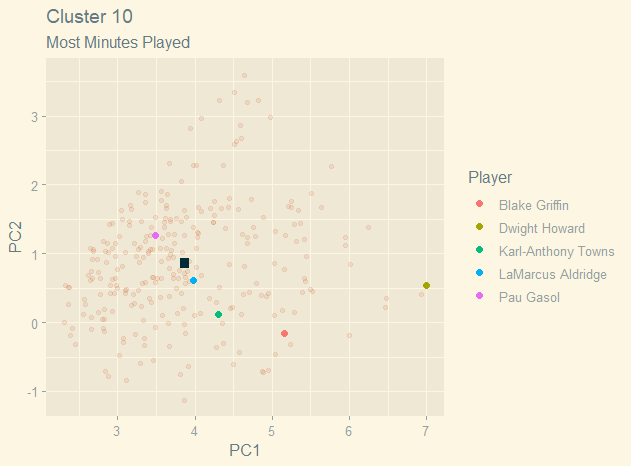 Cluster 10
Most Minutes Played
PC2
3
2
1
0
-1
3
4
5
6
7
PC1
Player
Blake Griffin
Dwight Howard
Karl-Anthony Towns
LaMarcus Aldridge
Pau Gasol